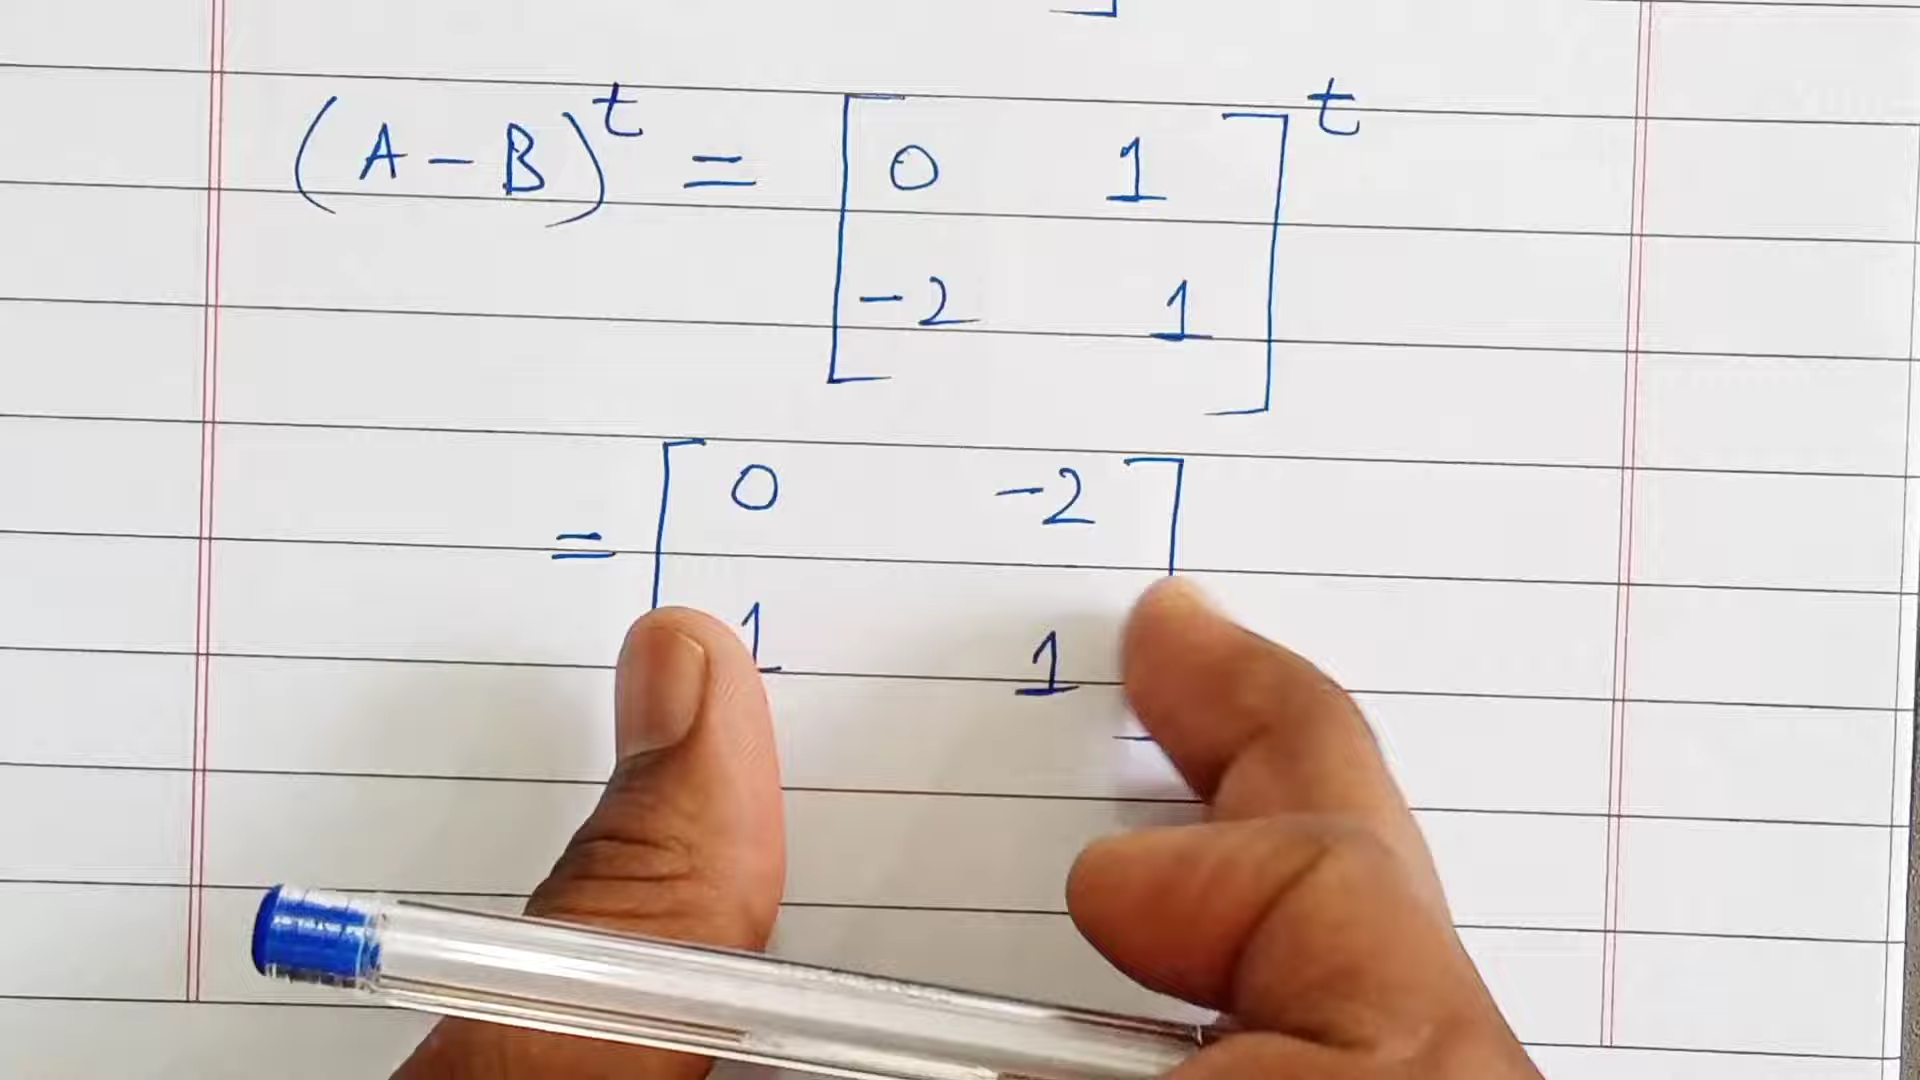 (A - B)^t = [0 1
-2 1]^t
= [0 -2
1 1]